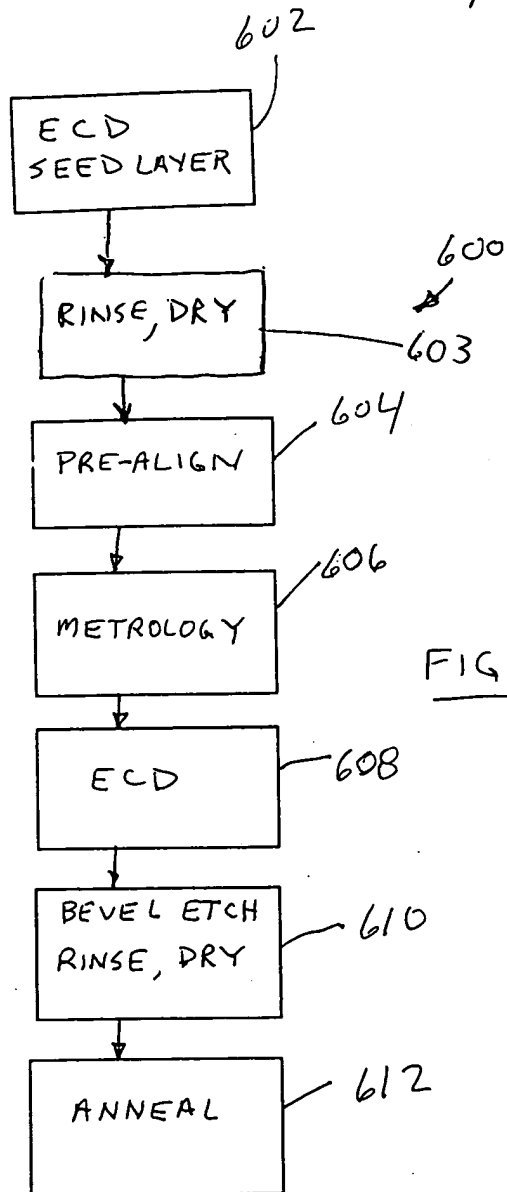 602
ECD
SEED LAYER
600
RINSE, DRY
603
604
PRE-ALIGN
606
METROLOGY
FIG
608
ECD
BEVEL ETCH
610
RINSE, DRY
612
ANNEAL